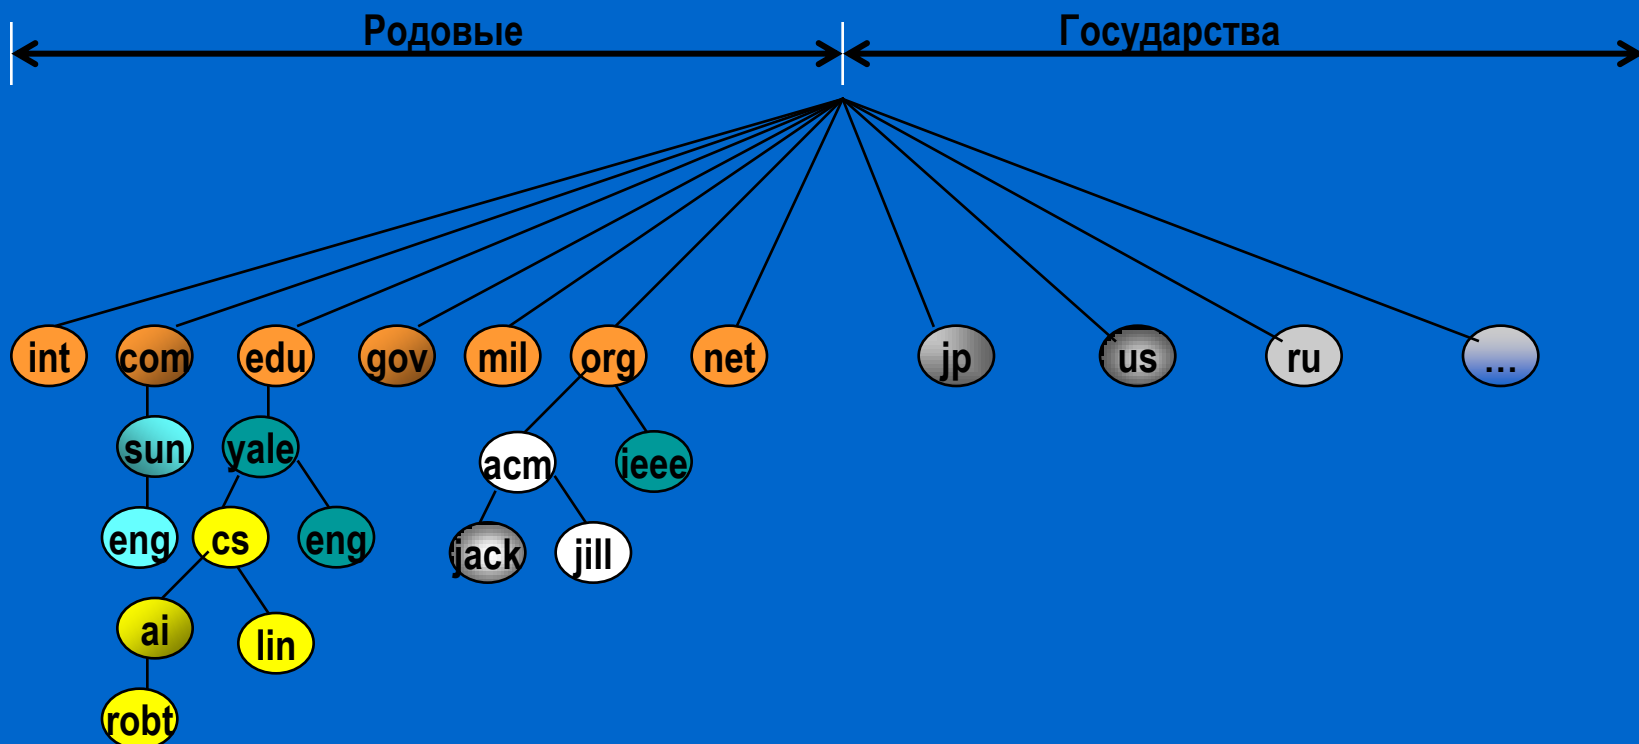 Родовые Государства
int com edu gov mil org net jp us ru ...
sun yale acm ieee
eng cs eng jack jill
ai lin
robt